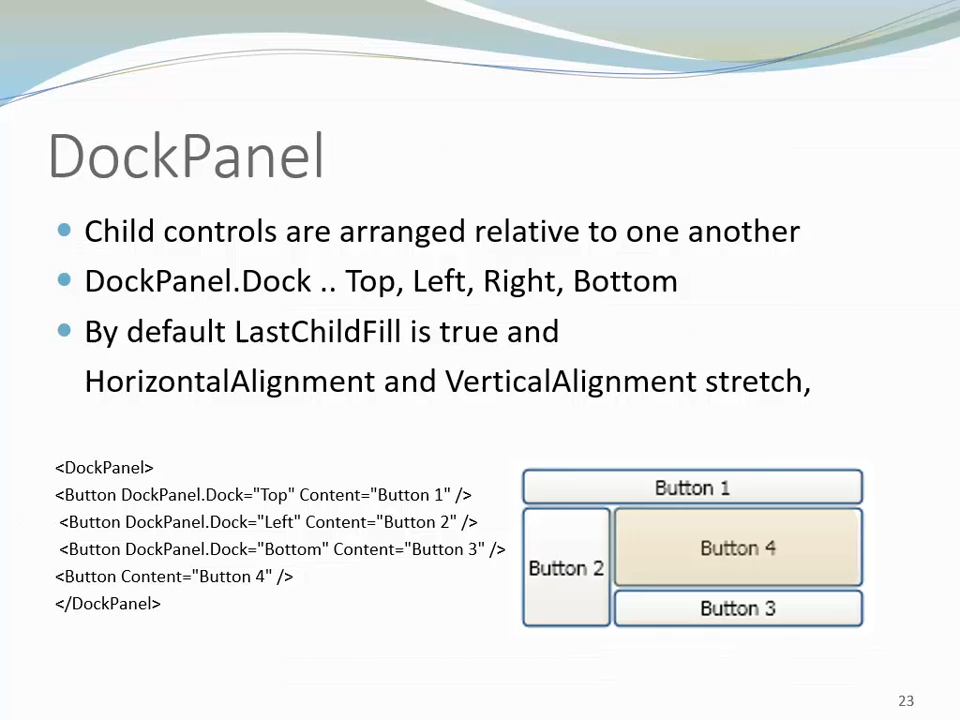 DockPanel
Child controls are arranged relative to one another
DockPanel.Dock .. Top, Left, Right, Bottom
By default LastChildFill is true and
HorizontalAlignment and VerticalAlignment stretch,
<DockPanel>
<Button DockPanel.Dock="Top" Content="Button 1" />
<Button DockPanel.Dock="Left" Content="Button 2" />
<Button DockPanel.Dock="Bottom" Content="Button 3" />
<Button Content="Button 4" />
</DockPanel>
Button 1
Button 4
Button 2
Button 3
23